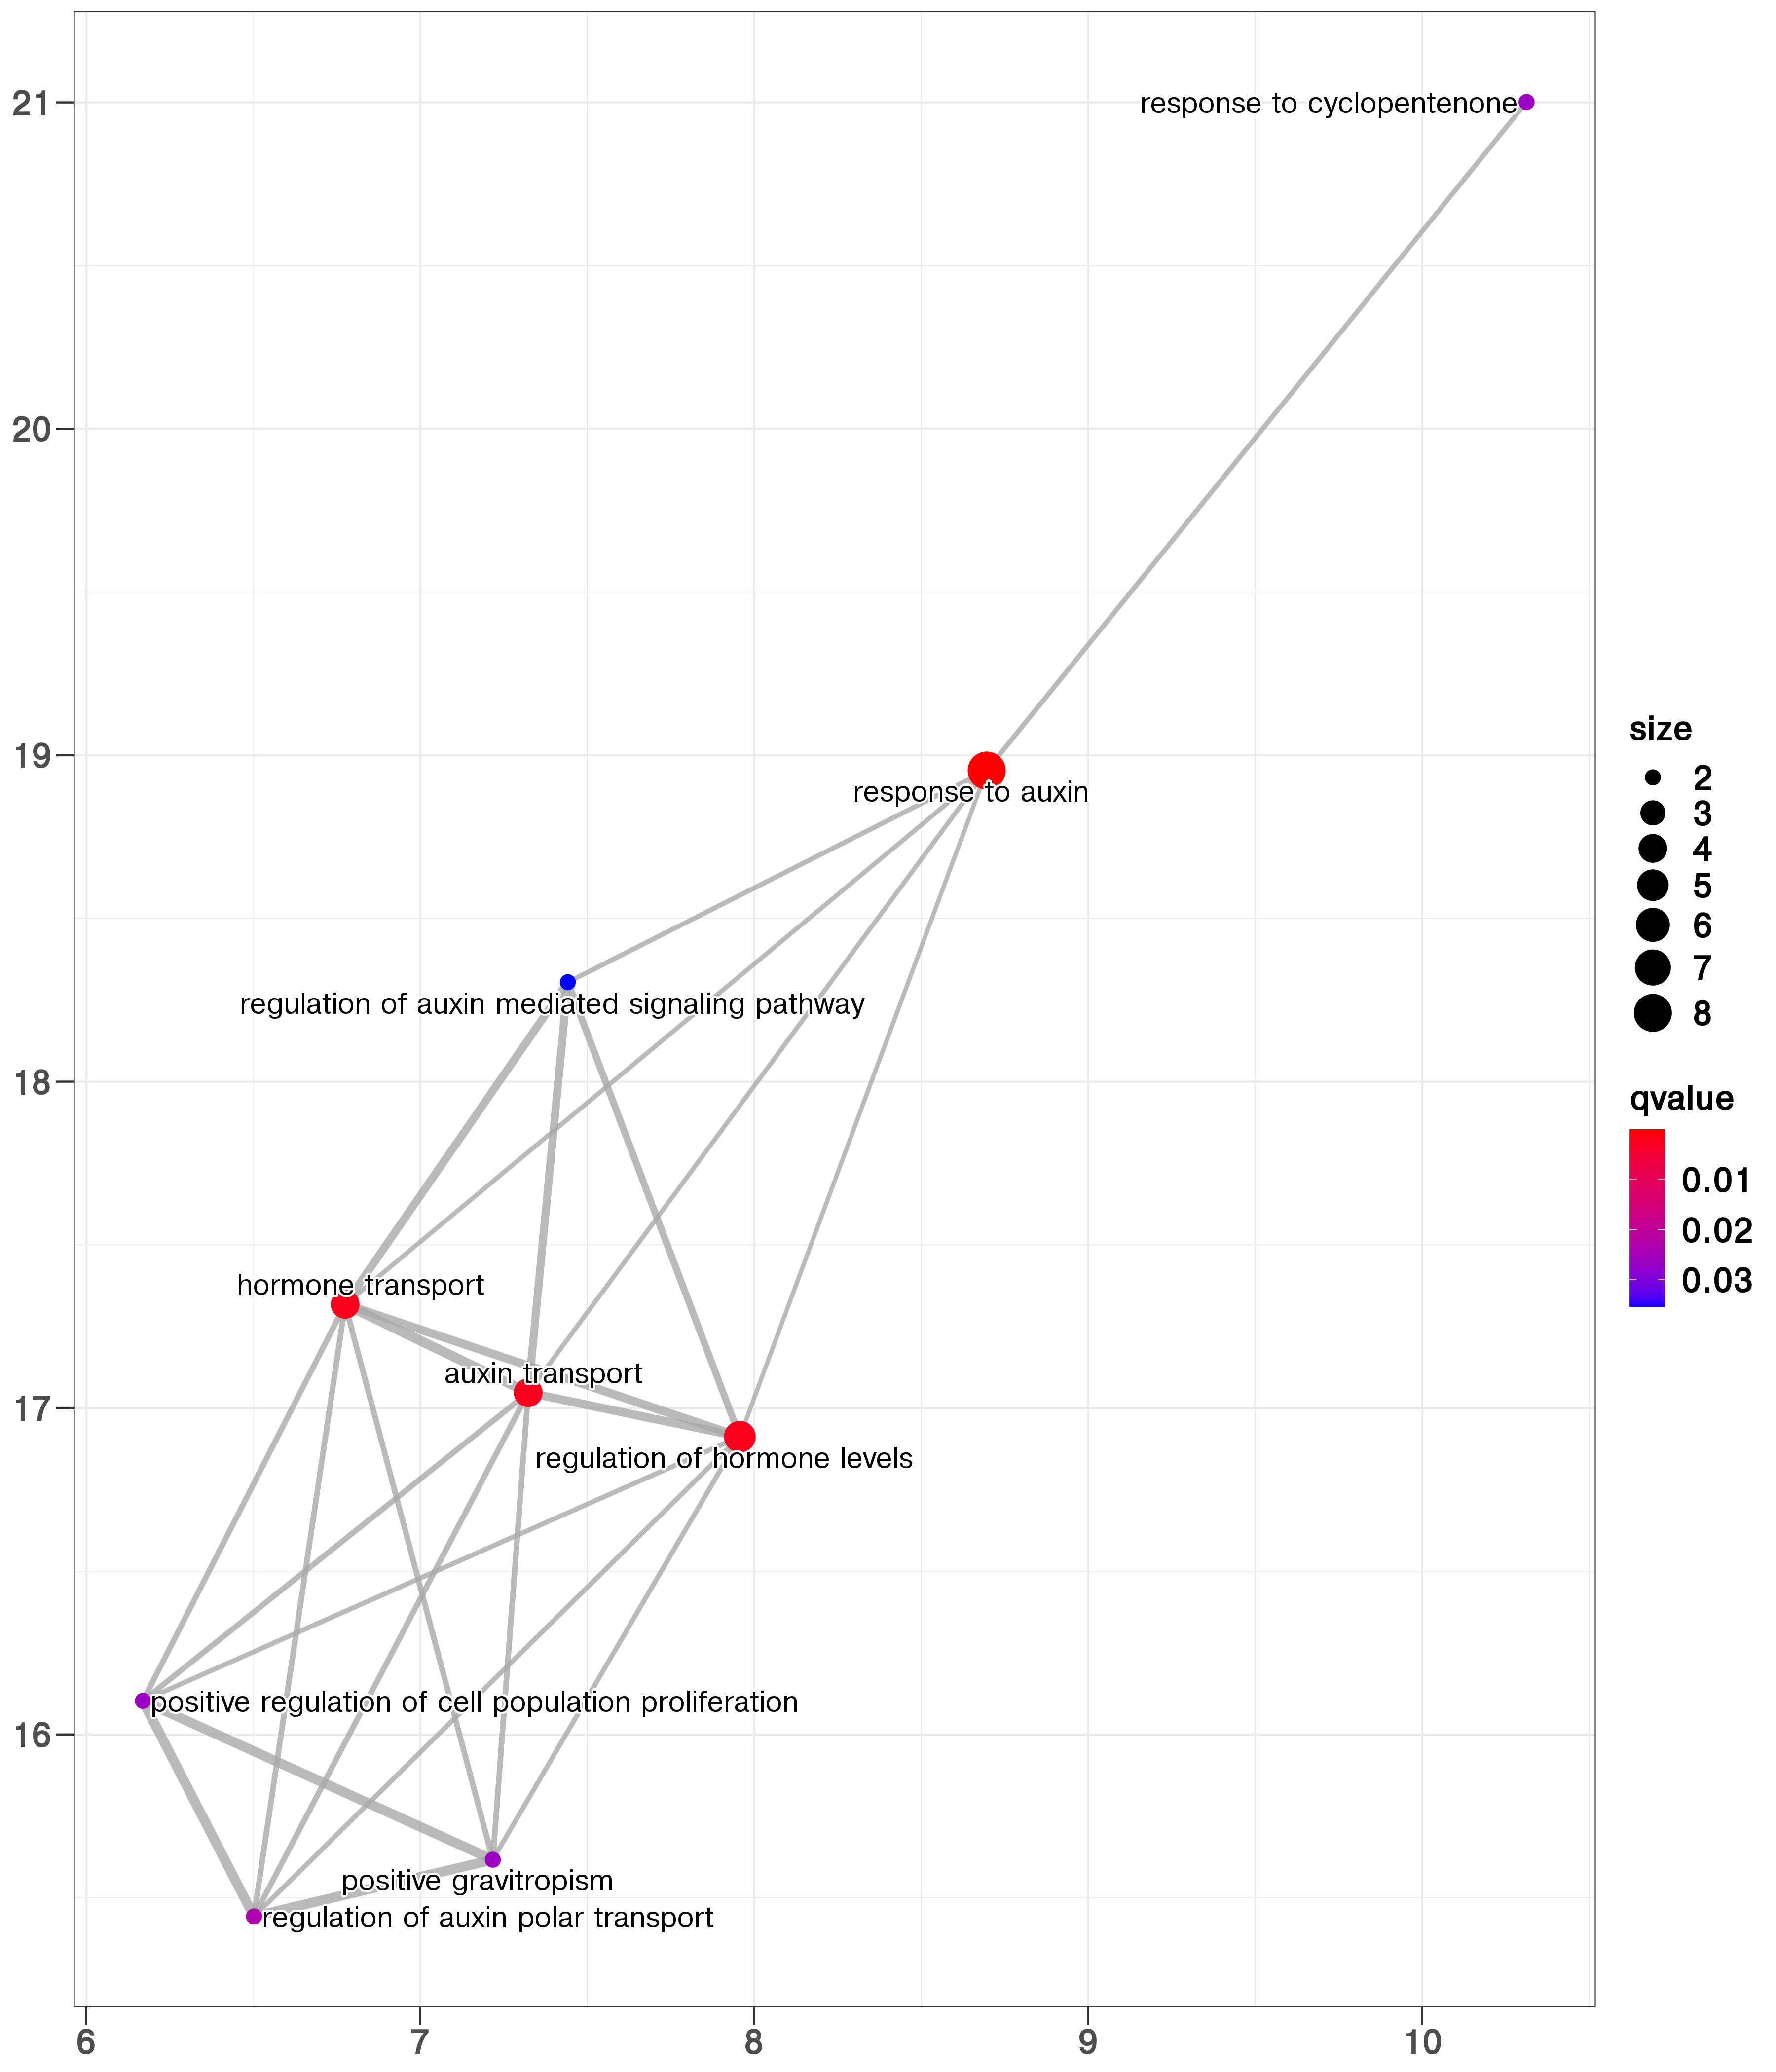 21
response to cyclopentenone
20
19
response to auxin
regulation of auxin mediated signaling pathway
18
hormone transport
auxin transport
17
regulation of hormone levels
positive regulation of cell population proliferation
16
positive gravitropism
regulation of auxin polar transport
6 7 8 9 10
size
2
3
4
5
6
7
8
qvalue
0.01
0.02
0.03